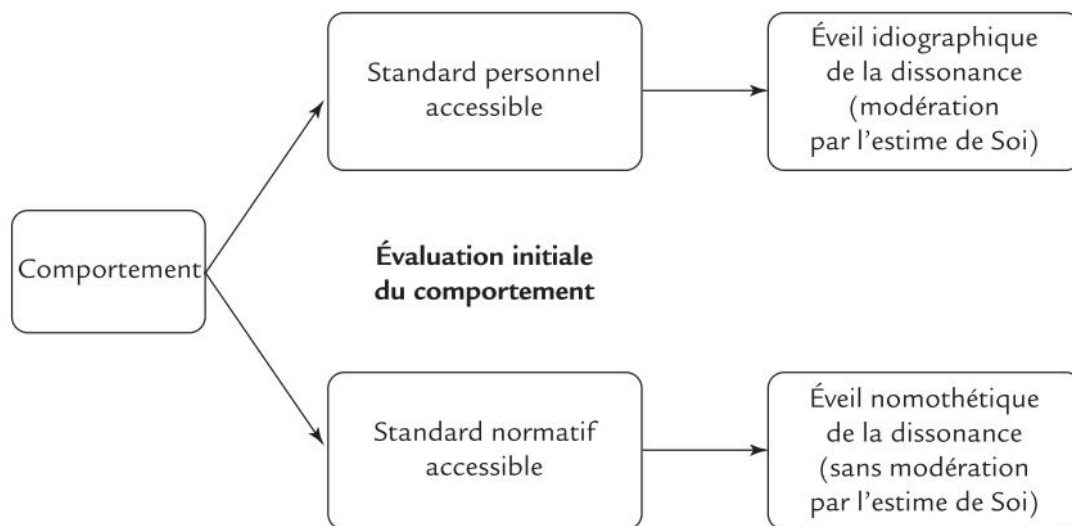 Standard personnel
accessible
Éveil idiographique
de la dissonance
(modération
par l'estime de Soi)
Comportement
Évaluation initiale
du comportement
Standard normatif
accessible
Éveil nomothétique
de la dissonance
(sans modération
par l'estime de Soi)